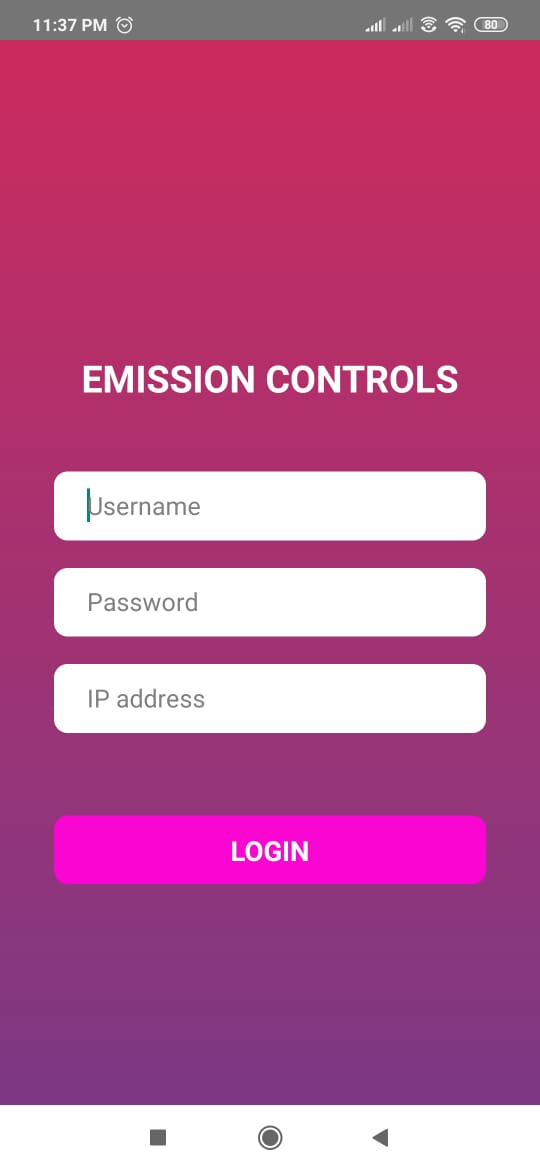 11:37 PM
80
EMISSION CONTROLS
Username
Password
IP address
LOGIN